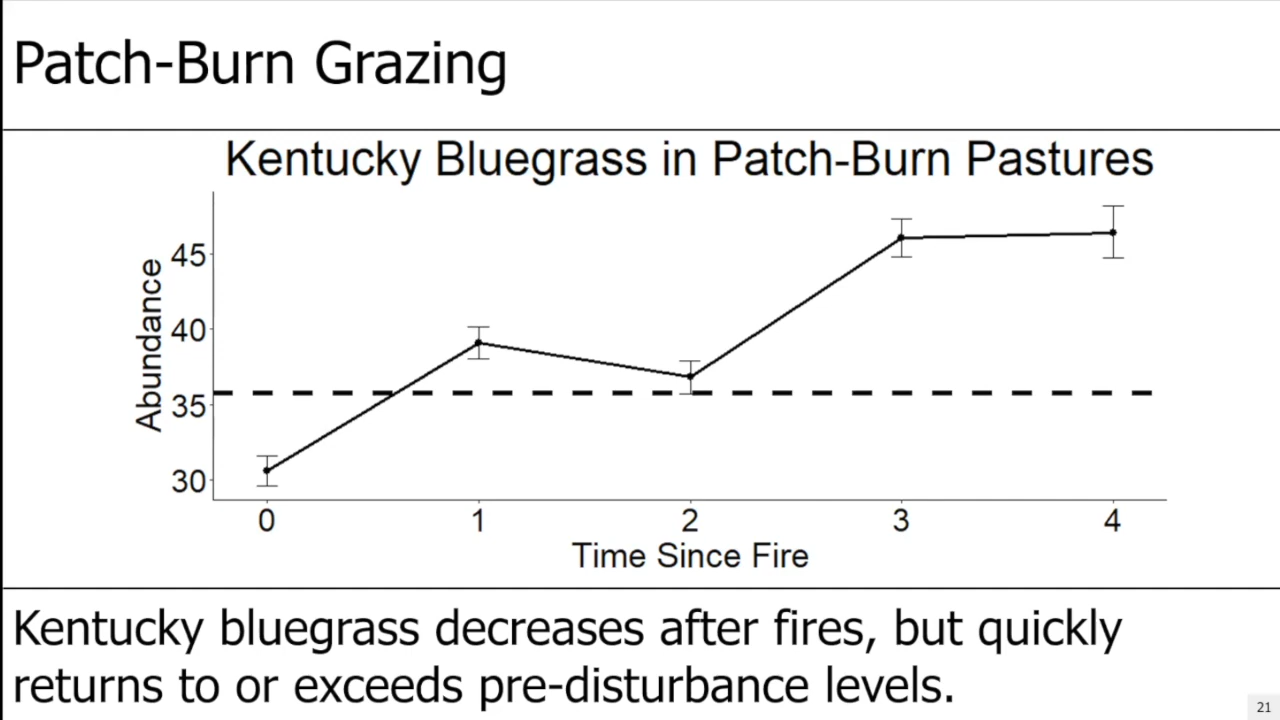 Patch-Burn Grazing
Kentucky Bluegrass in Patch-Burn Pastures
Abundance
45
40
35
30
0 1 2 3 4
Time Since Fire
Kentucky bluegrass decreases after fires, but quickly
returns to or exceeds pre-disturbance levels.
21